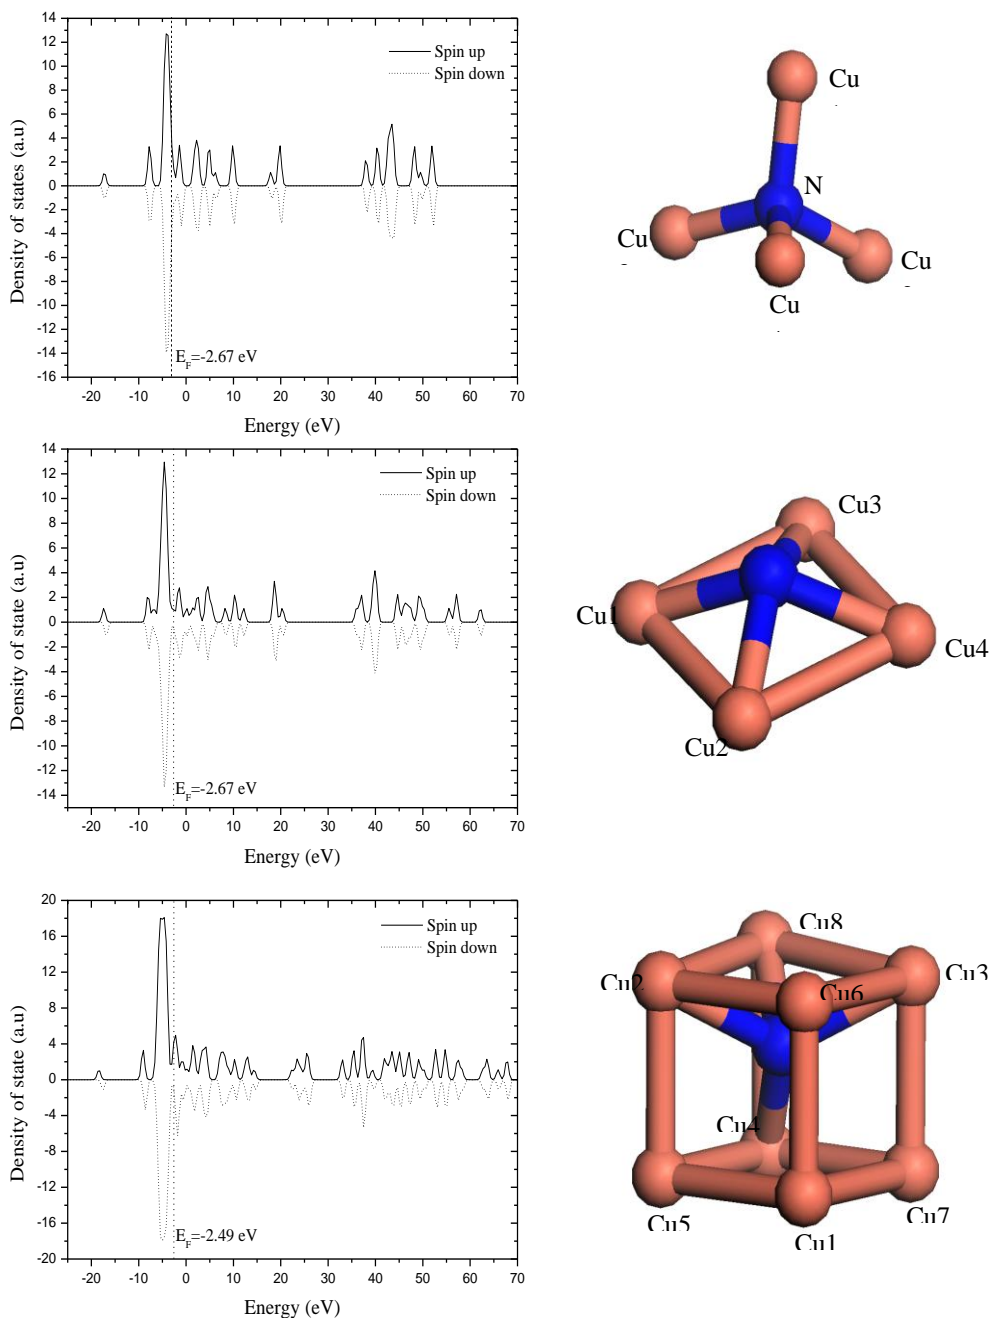 14
12
10
8
6
4
2
0
-2
-4
-6
-8
-10
-12
-14
-16
Density of states (a.u)
Spin up
Spin down
E_F=-2.67 eV
-20 -10 0 10 20 30 40 50 60 70
Energy (eV)
Cu
N
Cu
Cu
Cu
14
12
10
8
6
4
2
0
-2
-4
-6
-8
-10
-12
-14
Density of state (a.u)
Spin up
Spin down
E_F=-2.67 eV
-20 -10 0 10 20 30 40 50 60 70
Energy (eV)
Cu3
Cu1
Cu4
Cu2
20
16
12
8
4
0
-4
-8
-12
-16
-20
Density of state (a.u)
Spin up
Spin down
E_F=-2.49 eV
-20 -10 0 10 20 30 40 50 60 70
Energy (eV)
Cu8
Cu2
Cu6
Cu3
Cu4
Cu5
Cu1
Cu7